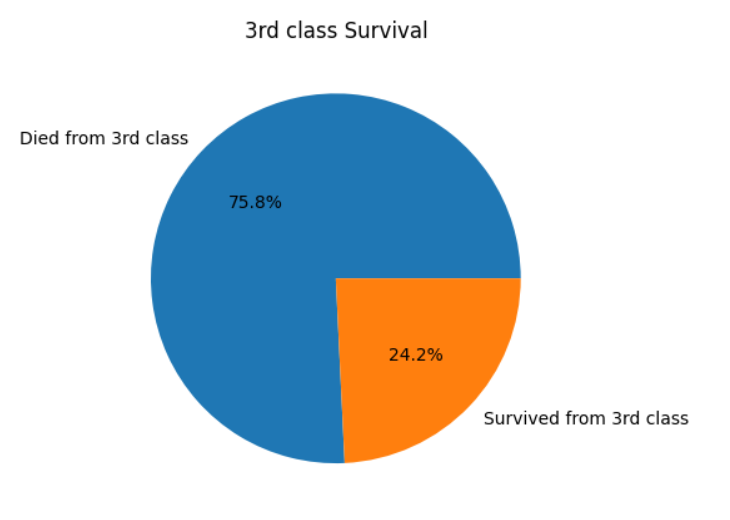 3rd class Survival
Died from 3rd class
75.8%
24.2%
Survived from 3rd class